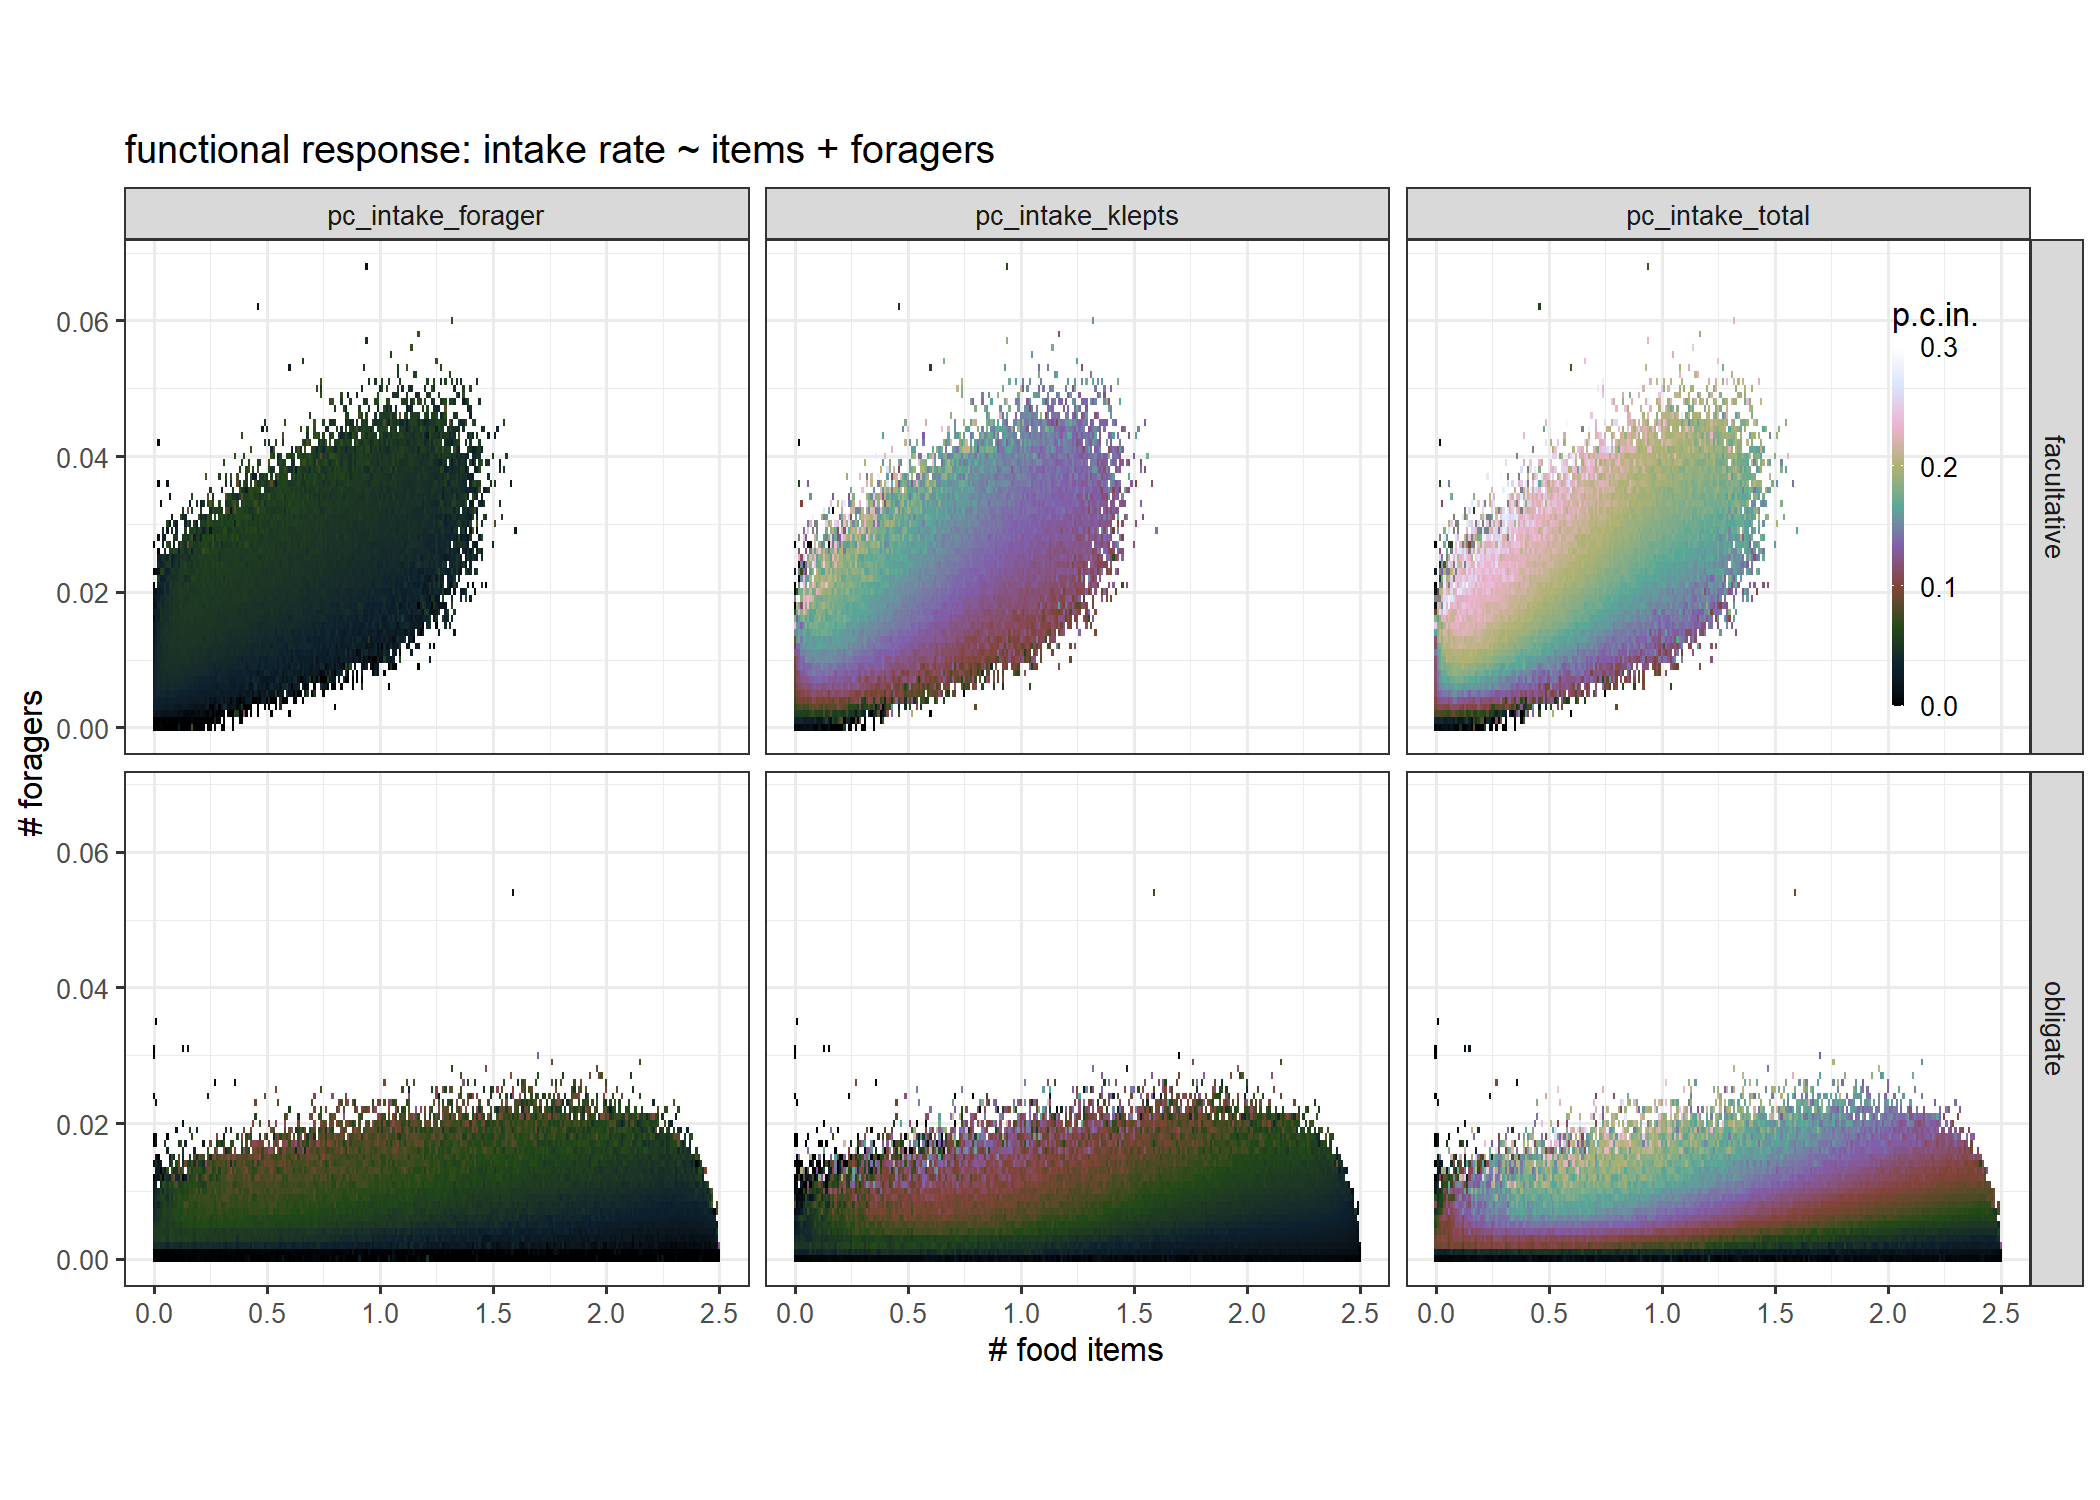 functional response: intake rate ~ items + foragers
pc_intake_forager
pc_intake_klepts
pc_intake_total
p.c.in.
0.3
0.2
0.1
0.0
facultative
obligate
# foragers
0.06
0.04
0.02
0.00
0.06
0.04
0.02
0.00
0.0 0.5 1.0 1.5 2.0 2.5
0.0 0.5 1.0 1.5 2.0 2.5
0.0 0.5 1.0 1.5 2.0 2.5
# food items